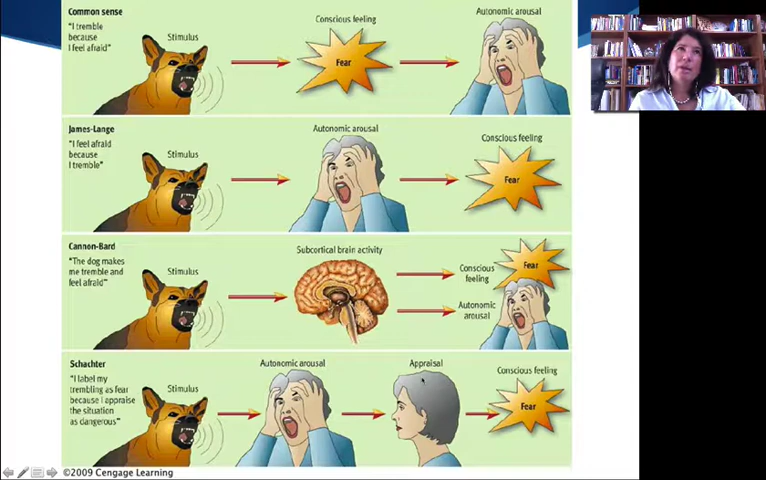 Common sense
"I tremble
because
I feel afraid"
Stimulus
Conscious feeling
Fear
Autonomic arousal
James-Lange
"I feel afraid
because
I tremble"
Stimulus
Autonomic arousal
Conscious feeling
Fear
Cannon-Bard
"The dog makes
me tremble and
feel afraid"
Stimulus
Subcortical brain activity
Conscious
feeling
Fear
Autonomic
arousal
Schachter
"I label my
trembling as fear
because I appraise
the situation
as dangerous"
Stimulus
Autonomic arousal
Appraisal
Conscious feeling
Fear
©2009 Cengage Learning